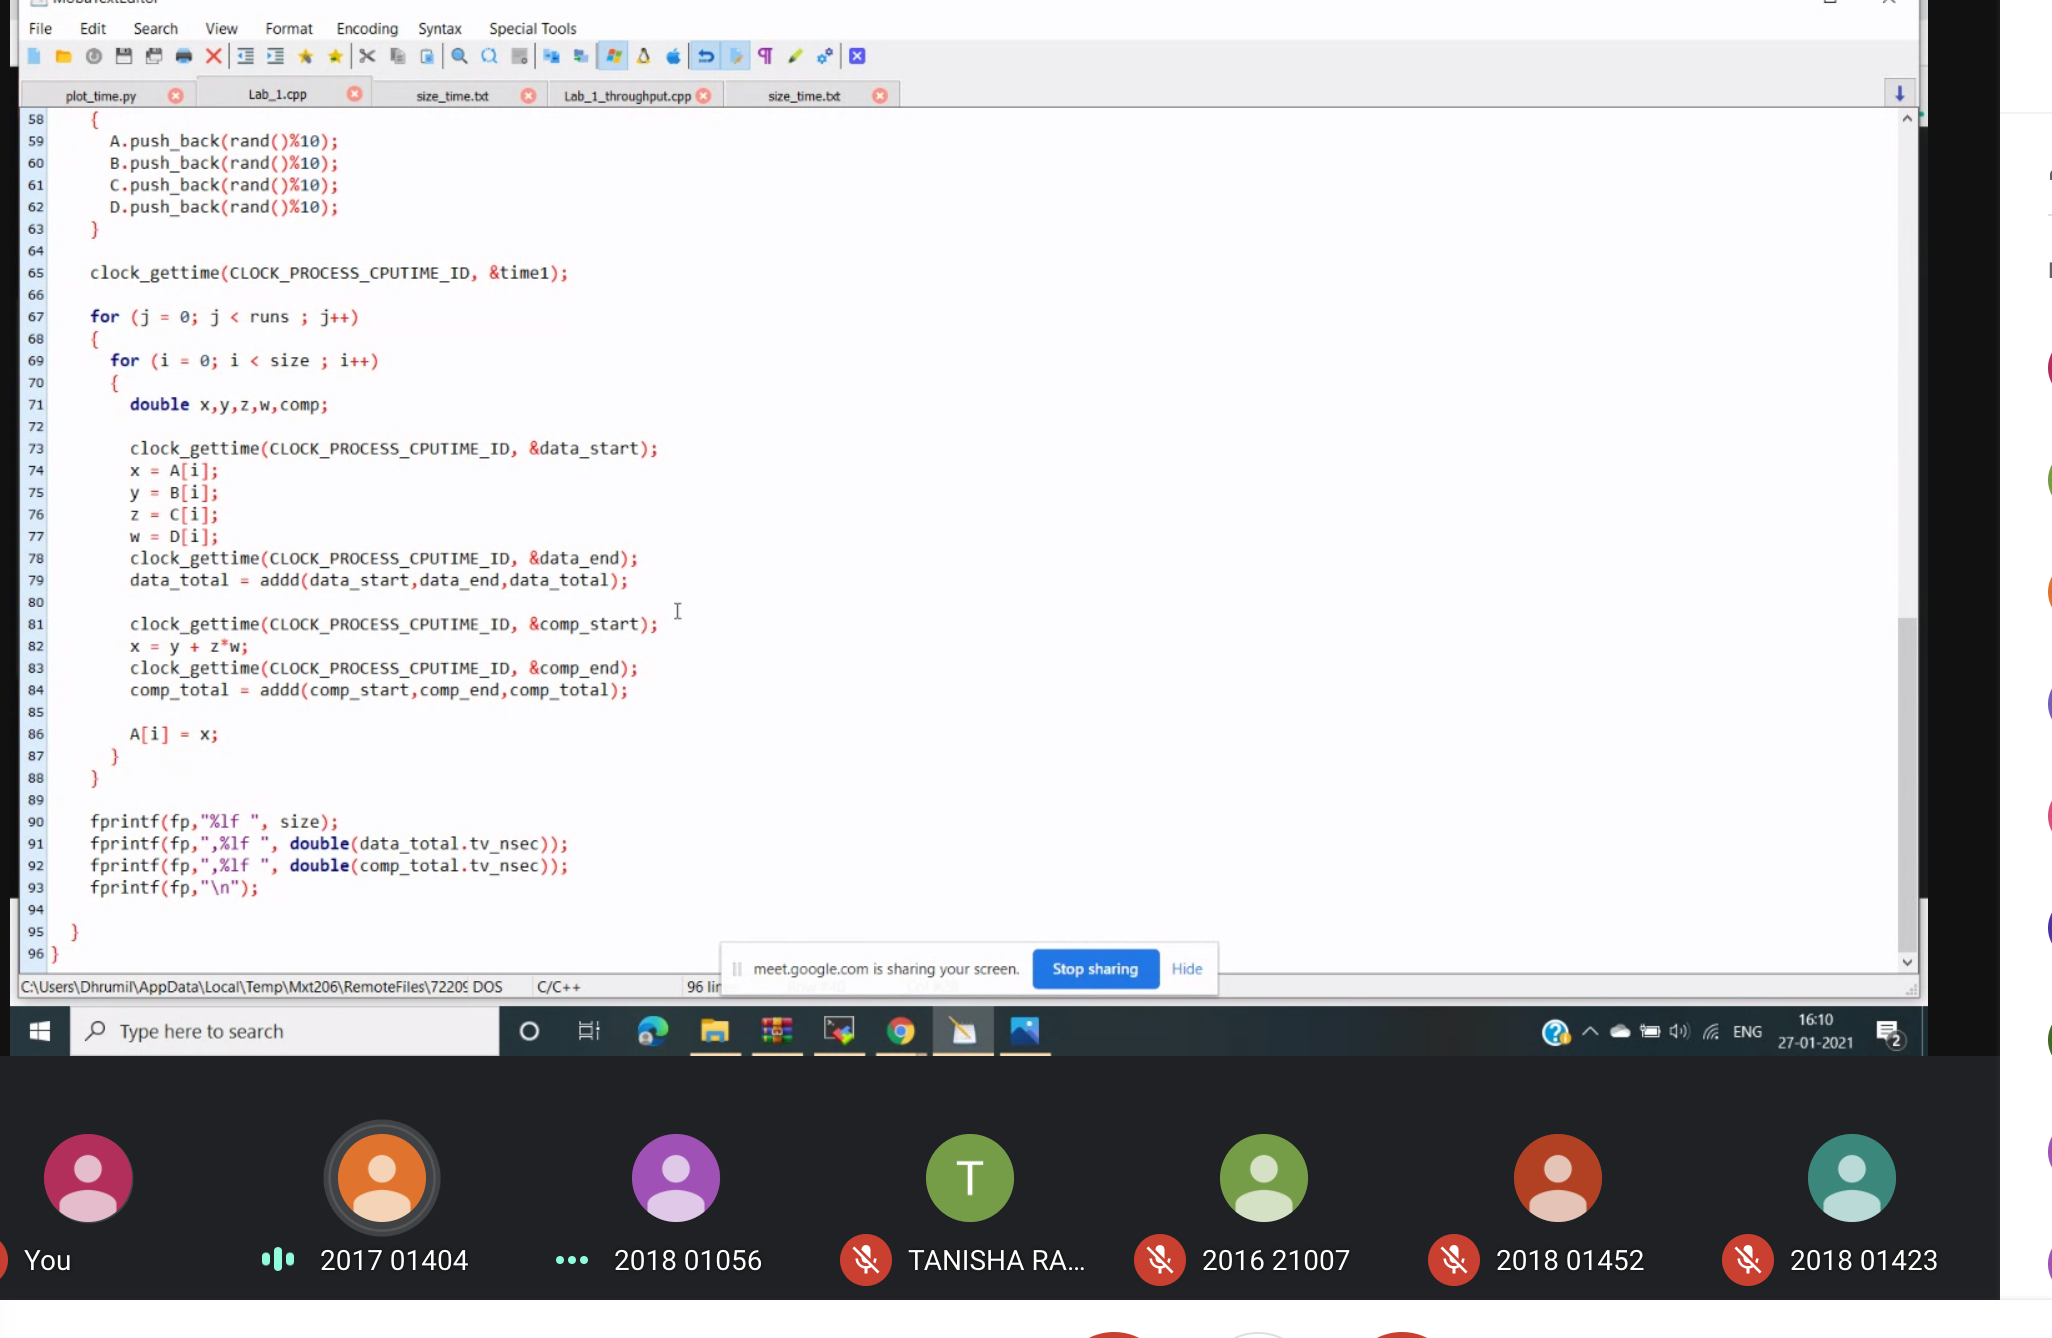 MobaTextEditor
File Edit Search View Format Encoding Syntax Special Tools
plot_time.py Lab_1.cpp size_time.txt Lab_1_throughput.cpp size_time.txt
58 {
59 A.push_back(rand()%10);
60 B.push_back(rand()%10);
61 C.push_back(rand()%10);
62 D.push_back(rand()%10);
63 }
64
65 clock_gettime(CLOCK_PROCESS_CPUTIME_ID, &time1);
66
67 for (j = 0; j < runs ; j++)
68 {
69 for (i = 0; i < size ; i++)
70 {
71 double x,y,z,w,comp;
72
73 clock_gettime(CLOCK_PROCESS_CPUTIME_ID, &data_start);
74 x = A[i];
75 y = B[i];
76 z = C[i];
77 w = D[i];
78 clock_gettime(CLOCK_PROCESS_CPUTIME_ID, &data_end);
79 data_total = addd(data_start,data_end,data_total);
80
81 clock_gettime(CLOCK_PROCESS_CPUTIME_ID, &comp_start);
82 x = y + z*w;
83 clock_gettime(CLOCK_PROCESS_CPUTIME_ID, &comp_end);
84 comp_total = addd(comp_start,comp_end,comp_total);
85
86 A[i] = x;
87 }
88 }
89
90 fprintf(fp,"%lf ", size);
91 fprintf(fp,",%lf ", double(data_total.tv_nsec));
92 fprintf(fp,",%lf ", double(comp_total.tv_nsec));
93 fprintf(fp,"\n");
94
95 }
96 }
meet.google.com is sharing your screen. Stop sharing Hide
C:\Users\Dhrumil\AppData\Local\Temp\Mxt206\RemoteFiles\72209 DOS C/C++ 96 lin
Type here to search ENG 16:10
27-01-2021 2
T
You 2017 01404 2018 01056 TANISHA RA... 2016 21007 2018 01452 2018 01423